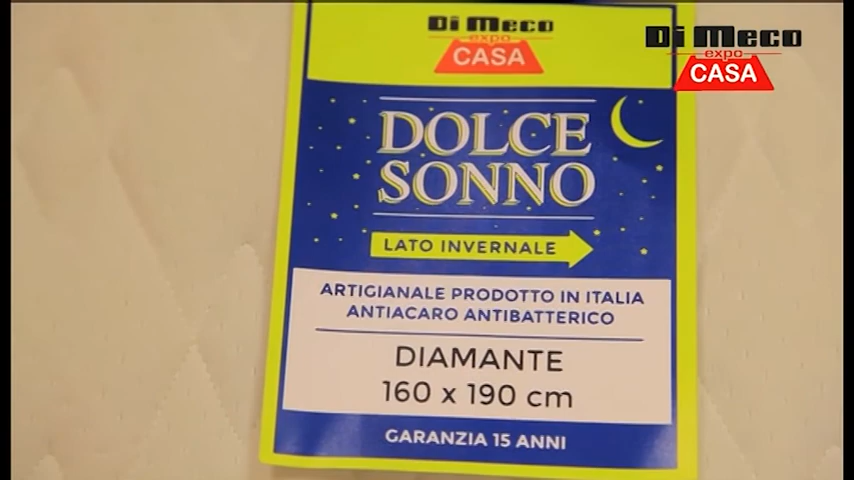 Di Meco
expo
CASA
Di Meco
expo
CASA
DOLCE
SONNO
LATO INVERNALE
ARTIGIANALE PRODOTTO IN ITALIA
ANTIACARO ANTIBATTERICO
DIAMANTE
160 x 190 cm
GARANZIA 15 ANNI